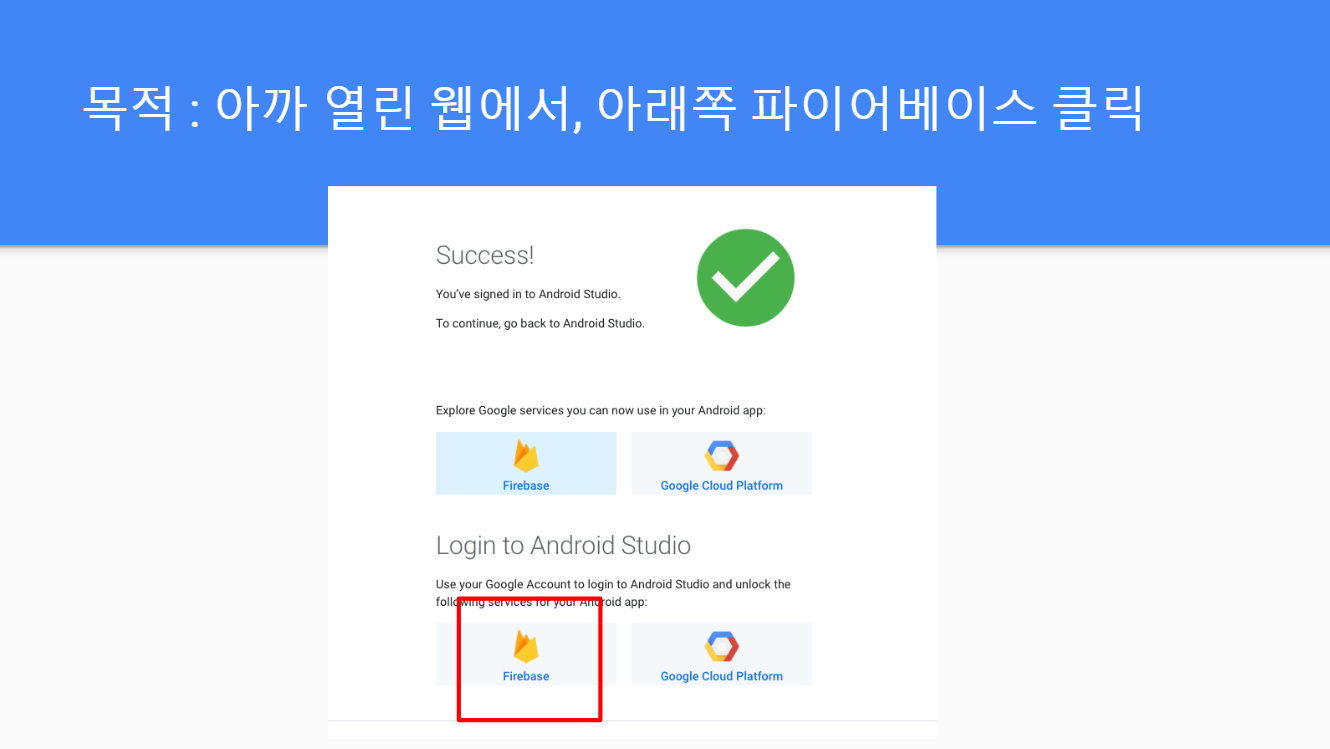 목적 : 아까 열린 웹에서, 아래쪽 파이어베이스 클릭
Success!
You've signed in to Android Studio.
To continue, go back to Android Studio.
Explore Google services you can now use in your Android app:
Firebase
Google Cloud Platform
Login to Android Studio
Use your Google Account to login to Android Studio and unlock the
following services for your Android app:
Firebase
Google Cloud Platform